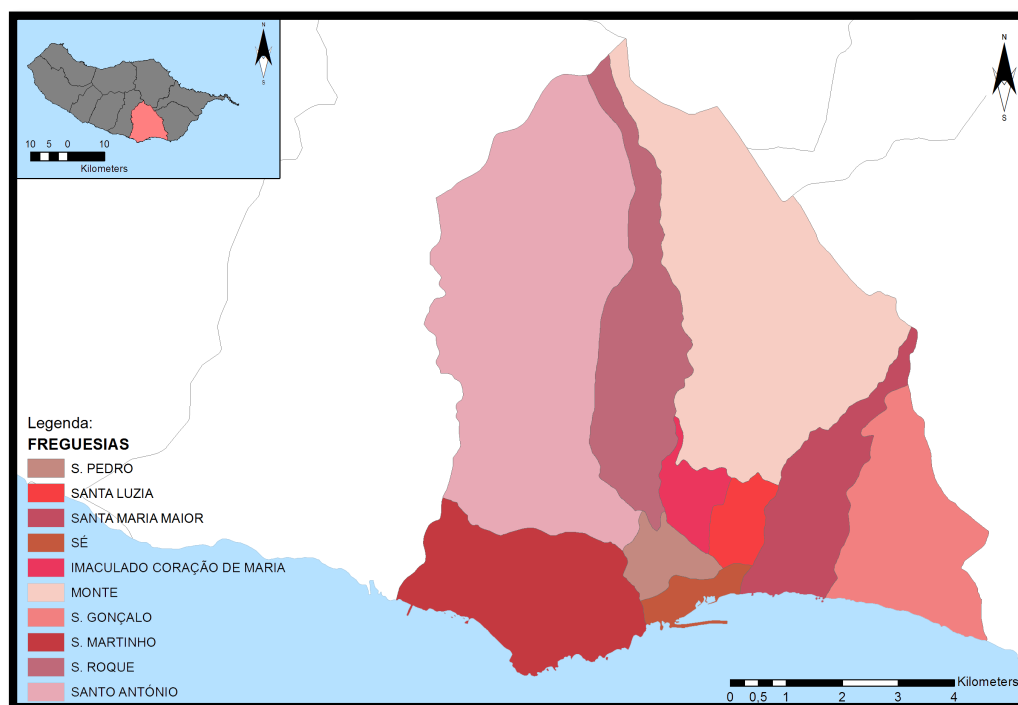 N
S
10 5 0 10
Kilometers
N
S
Legenda:
FREGUESIAS
S. PEDRO
SANTA LUZIA
SANTA MARIA MAIOR
SÉ
IMACULADO CORAÇÃO DE MARIA
MONTE
S. GONÇALO
S. MARTINHO
S. ROQUE
SANTO ANTÓNIO
Kilometers
0 0,5 1 2 3 4